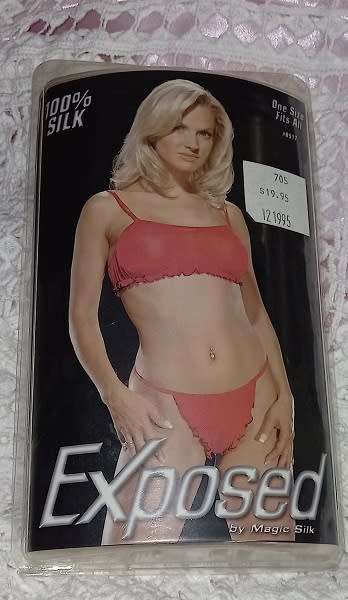 100%
SILK
One Size
Fits All
705
$19.95
121995
Exposed
by Magic Silk